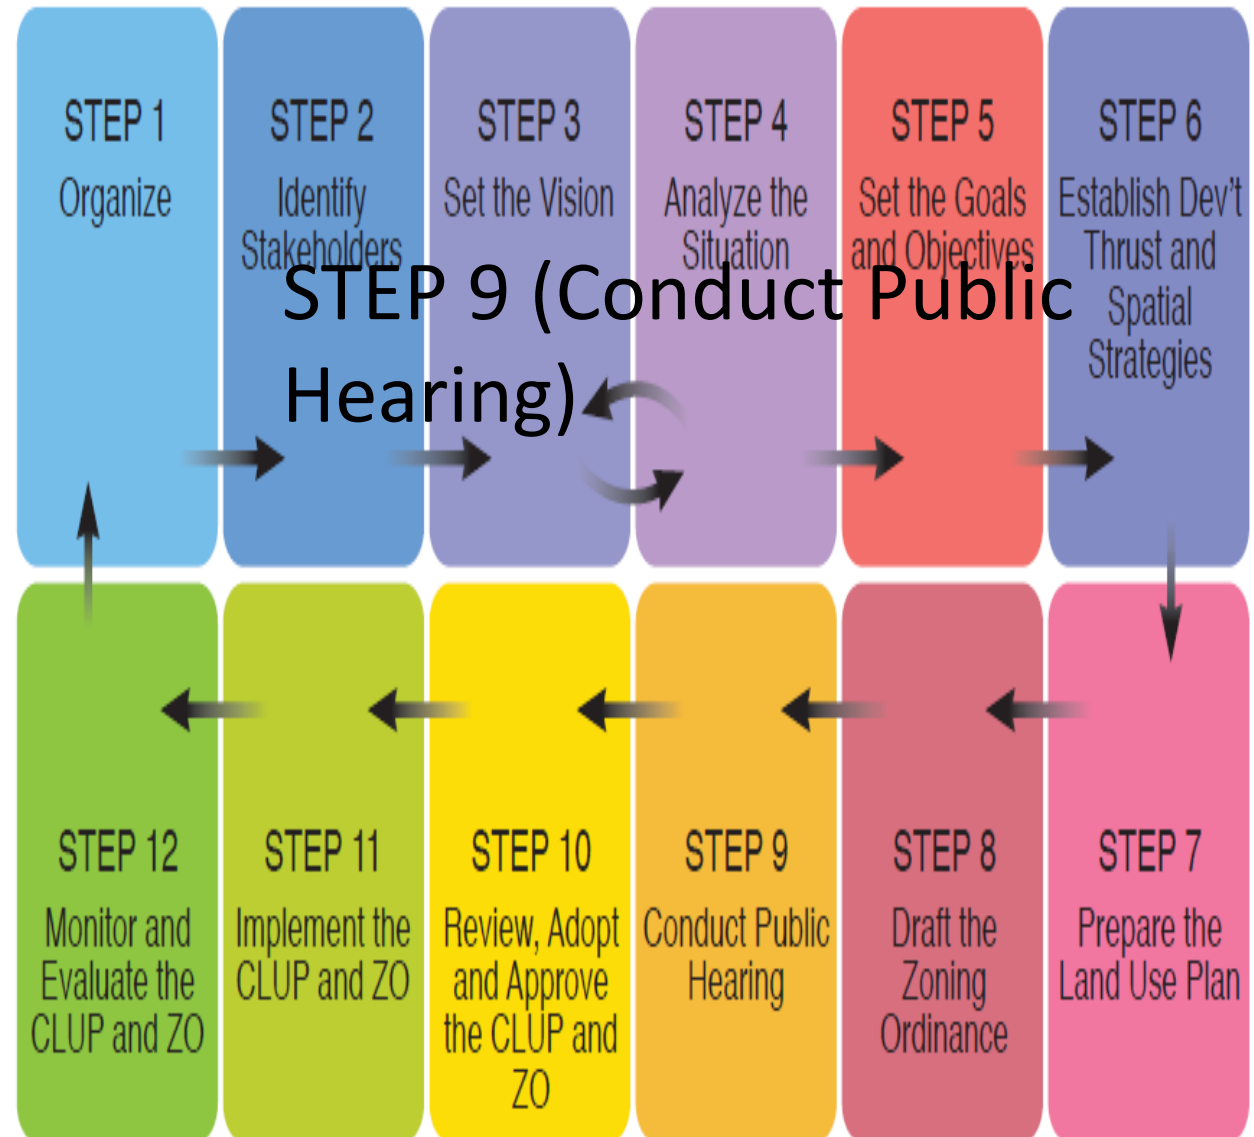 STEP 1
Organize
STEP 2
Identify
Stakeholders
STEP 3
Set the Vision
STEP 4
Analyze the
Situation
STEP 5
Set the Goals
and Objectives
STEP 6
Establish Dev't
Thrust and
Spatial
Strategies
STEP 9 (Conduct Public
Hearing)
STEP 12
Monitor and
Evaluate the
CLUP and ZO
STEP 11
Implement the
CLUP and ZO
STEP 10
Review, Adopt
and Approve
the CLUP and
ZO
STEP 9
Conduct Public
Hearing
STEP 8
Draft the
Zoning
Ordinance
STEP 7
Prepare the
Land Use Plan